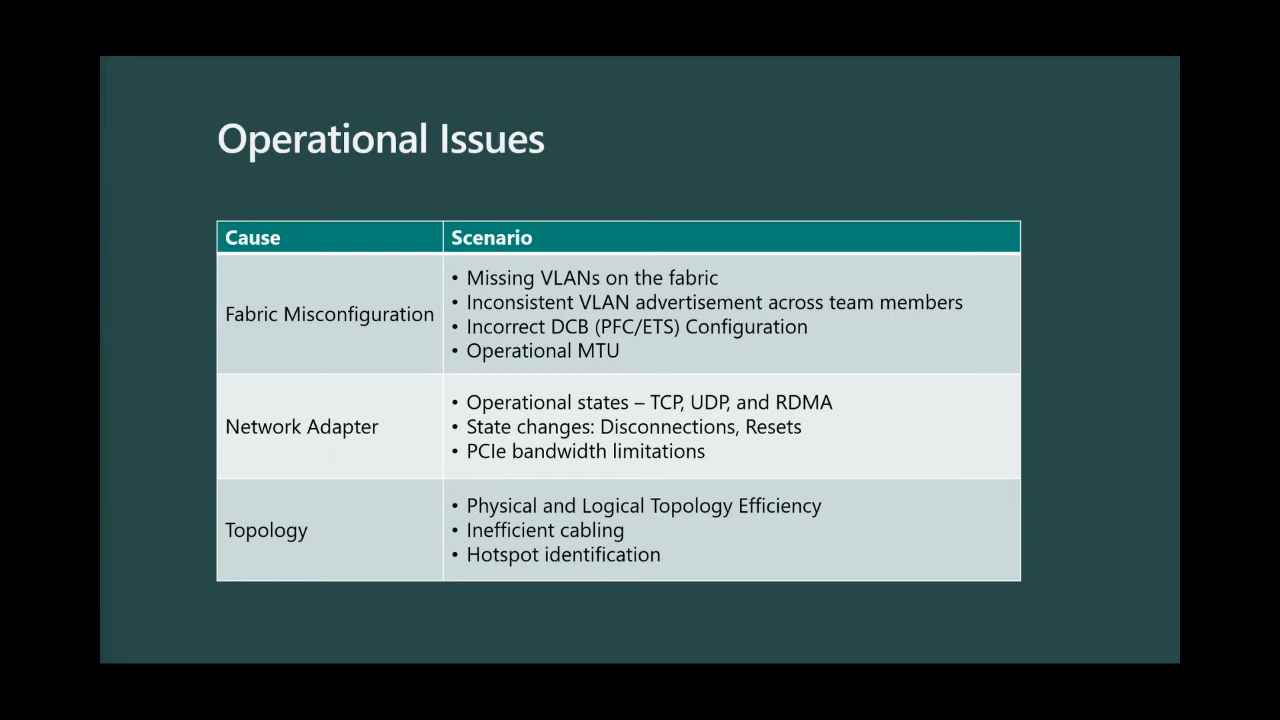 Operational Issues
Cause
Scenario
Fabric Misconfiguration
• Missing VLANs on the fabric
• Inconsistent VLAN advertisement across team members
• Incorrect DCB (PFC/ETS) Configuration
• Operational MTU
Network Adapter
• Operational states – TCP, UDP, and RDMA
• State changes: Disconnections, Resets
• PCIe bandwidth limitations
Topology
• Physical and Logical Topology Efficiency
• Inefficient cabling
• Hotspot identification